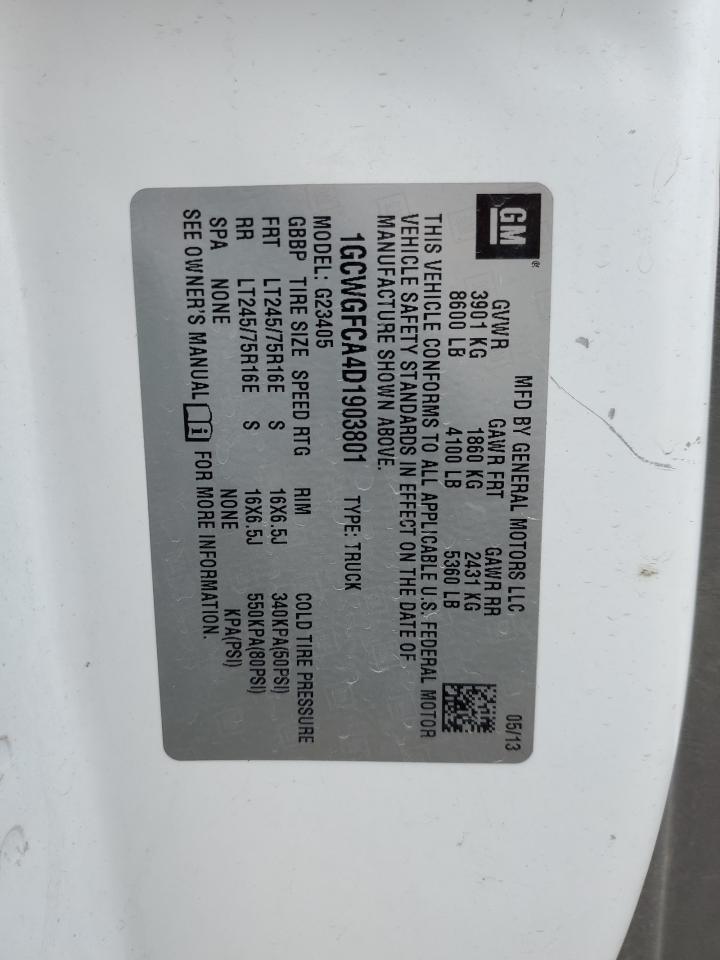 GM®
MFD BY GENERAL MOTORS LLC 05/13
GVWR GAWR FRT GAWR RR
3901 KG 1860 KG 2431 KG
8600 LB 4100 LB 5360 LB
THIS VEHICLE CONFORMS TO ALL APPLICABLE U.S. FEDERAL MOTOR
VEHICLE SAFETY STANDARDS IN EFFECT ON THE DATE OF
MANUFACTURE SHOWN ABOVE.
1GCWGFCA4D1903801 TYPE: TRUCK
MODEL: G23405
GBBP TIRE SIZE SPEED RTG RIM COLD TIRE PRESSURE
FRT LT245/75R16E S 16X6.5J 340KPA(50PSI)
RR LT245/75R16E S 16X6.5J 550KPA(80PSI)
SPA NONE NONE KPA(PSI)
SEE OWNER'S MANUAL i FOR MORE INFORMATION.